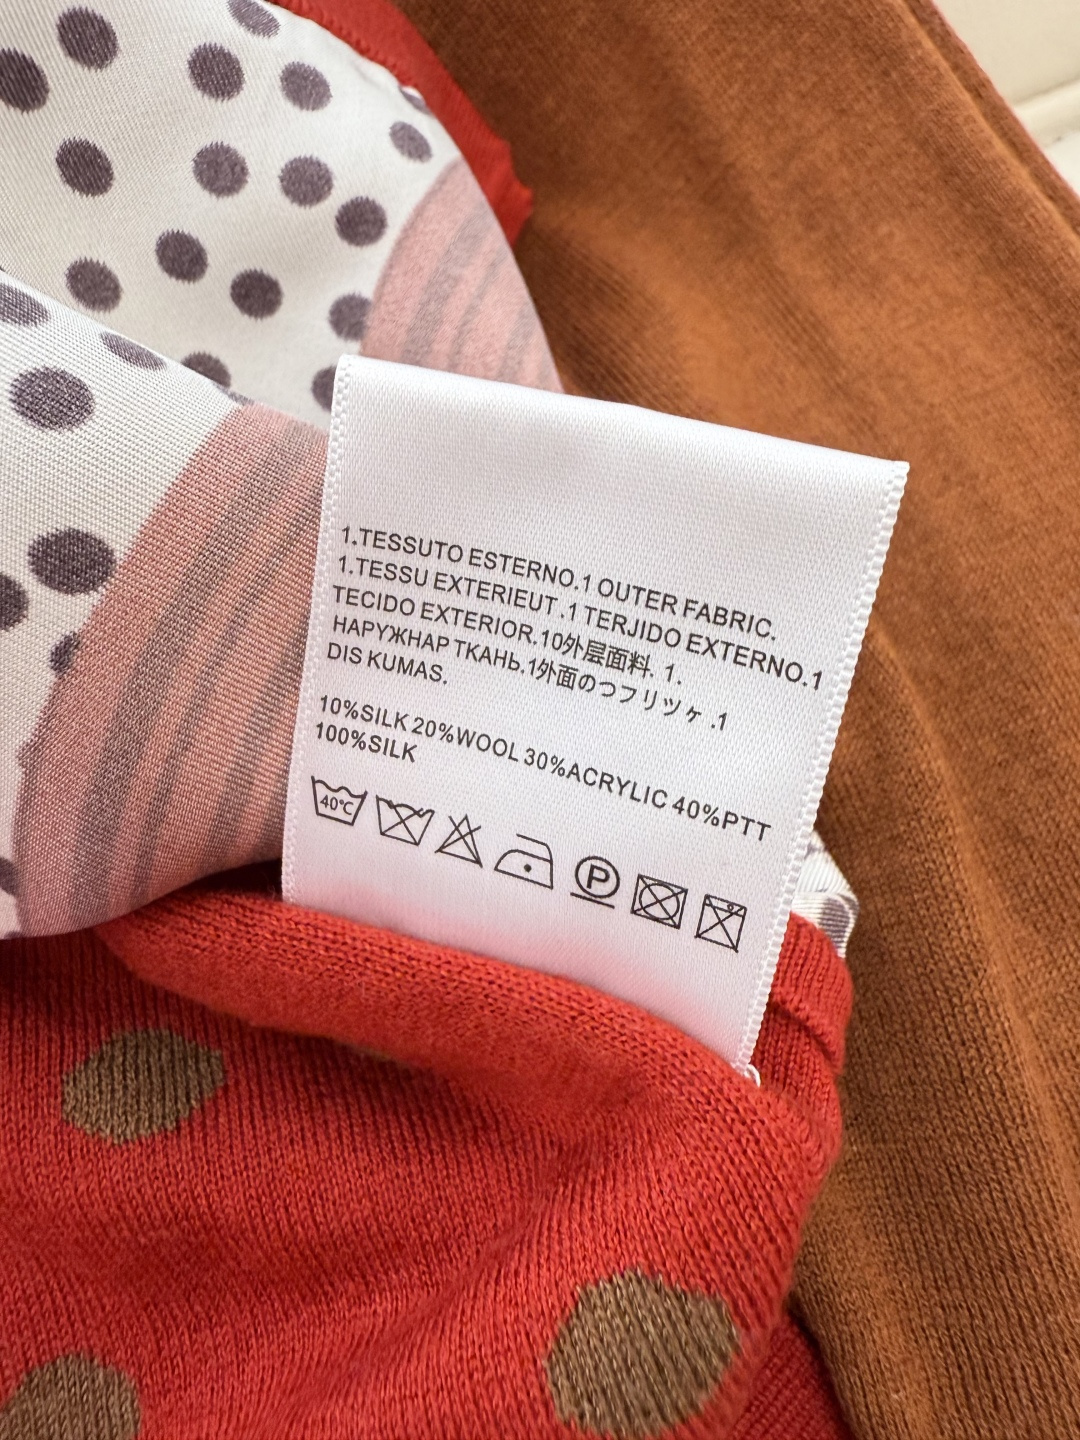 1.TESSUTO ESTERNO.1 OUTER FABRIC.
1.TESSU EXTERIEUT .1 TERJIDO EXTERNO.1
TECIDO EXTERIOR.10外层面料. 1.
НАРУЖНАР ТКАНЬ.1外面のつフリツヶ .1
DIS KUMAS.
10%SILK 20%WOOL 30%ACRYLIC 40%PTT
100%SILK
40℃
P